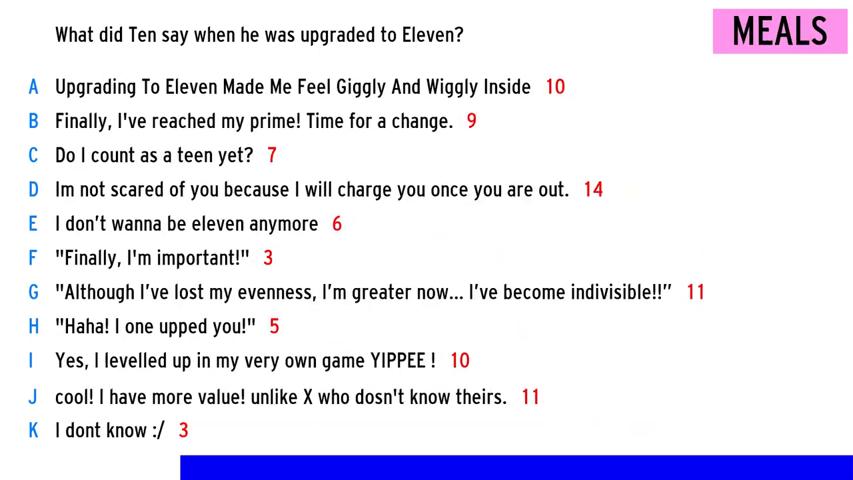 MEALS
What did Ten say when he was upgraded to Eleven?
A Upgrading To Eleven Made Me Feel Giggly And Wiggly Inside 10
B Finally, I've reached my prime! Time for a change. 9
C Do I count as a teen yet? 7
D Im not scared of you because I will charge you once you are out. 14
E I don’t wanna be eleven anymore 6
F "Finally, I'm important!" 3
G "Although I’ve lost my evenness, I’m greater now... I’ve become indivisible!!” 11
H "Haha! I one upped you!" 5
I Yes, I levelled up in my very own game YIPPEE ! 10
J cool! I have more value! unlike X who dosn't know theirs. 11
K I dont know :/ 3